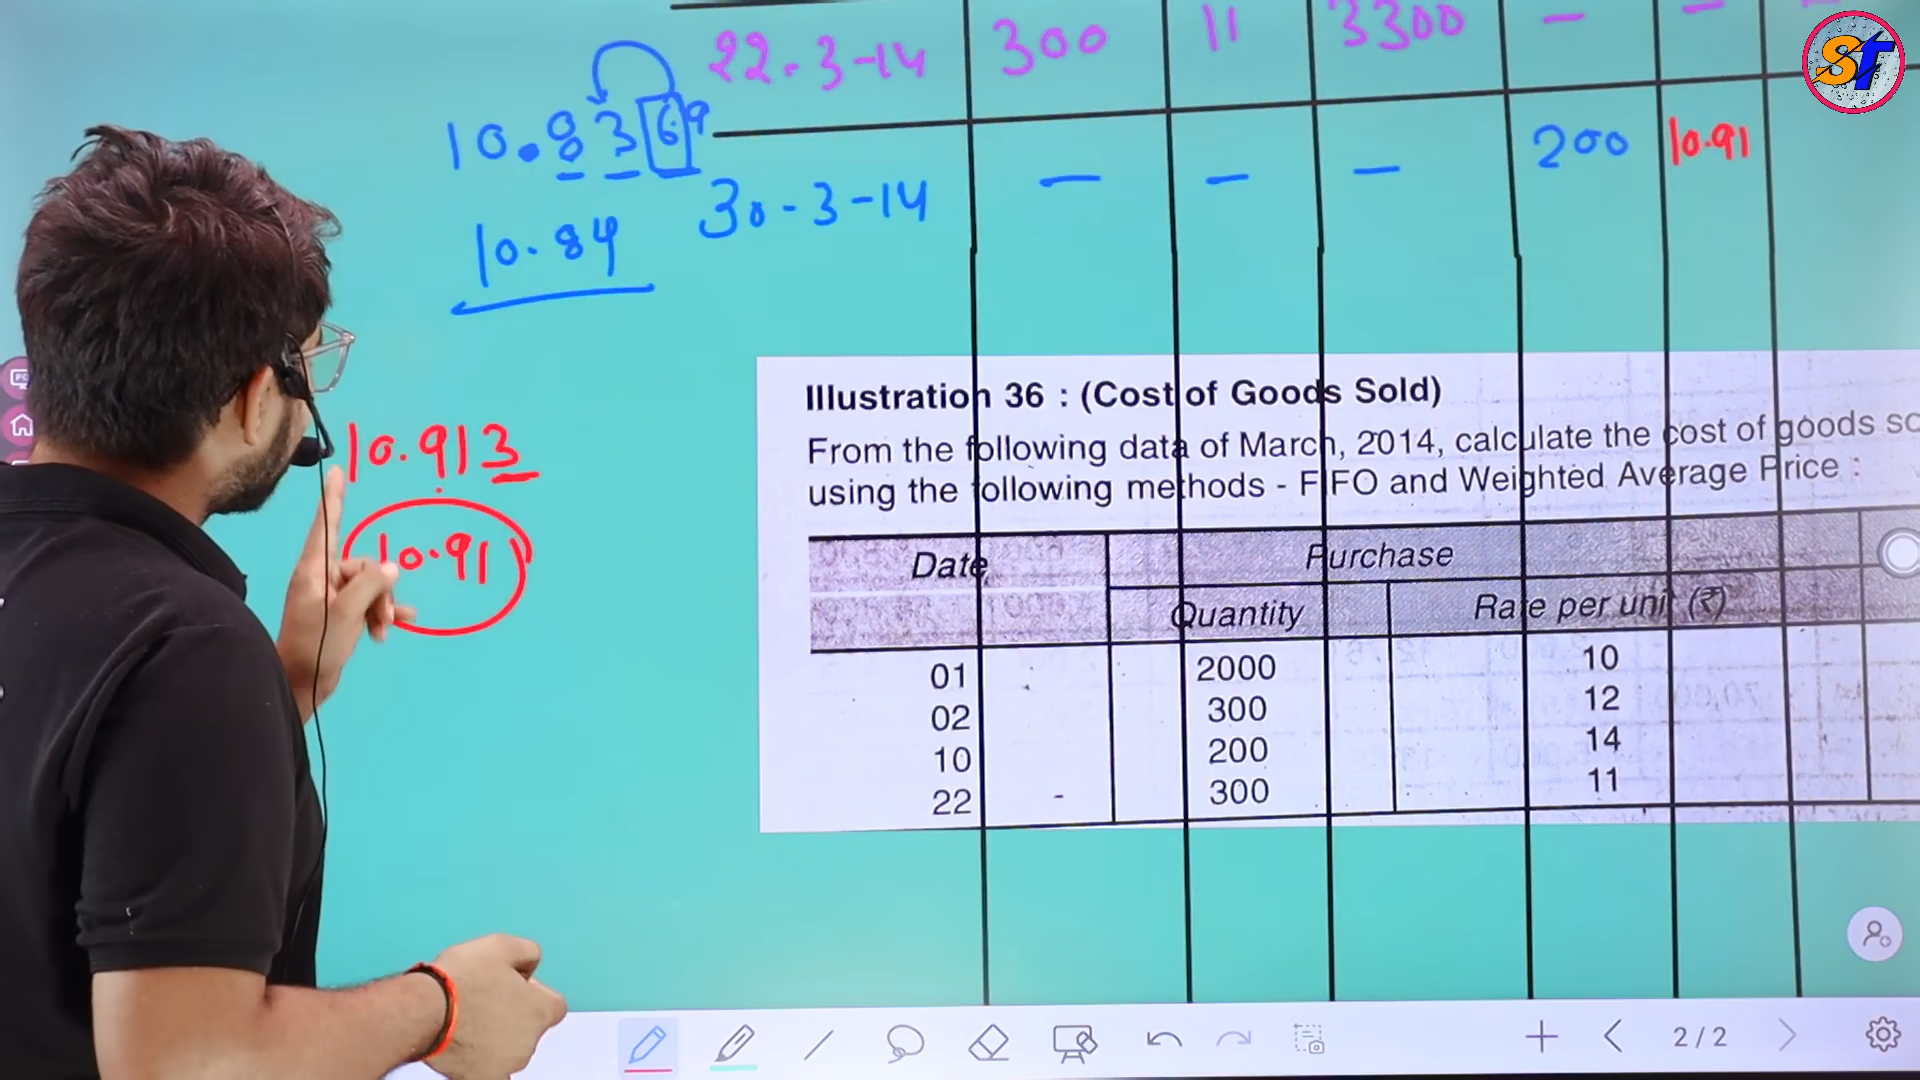 ST
22-3-14 300 11 3300 — —
10.8369
30-3-14 — — — 200 10.91
10.84
10.913
10.91
Illustration 36 : (Cost of Goods Sold)
From the following data of March, 2014, calculate the cost of goods
using the following methods - FIFO and Weighted Average Price :
Date Purchase
Quantity Rate per unit (₹)
01 2000 10
02 300 12
10 200 14
22 300 11
2/2